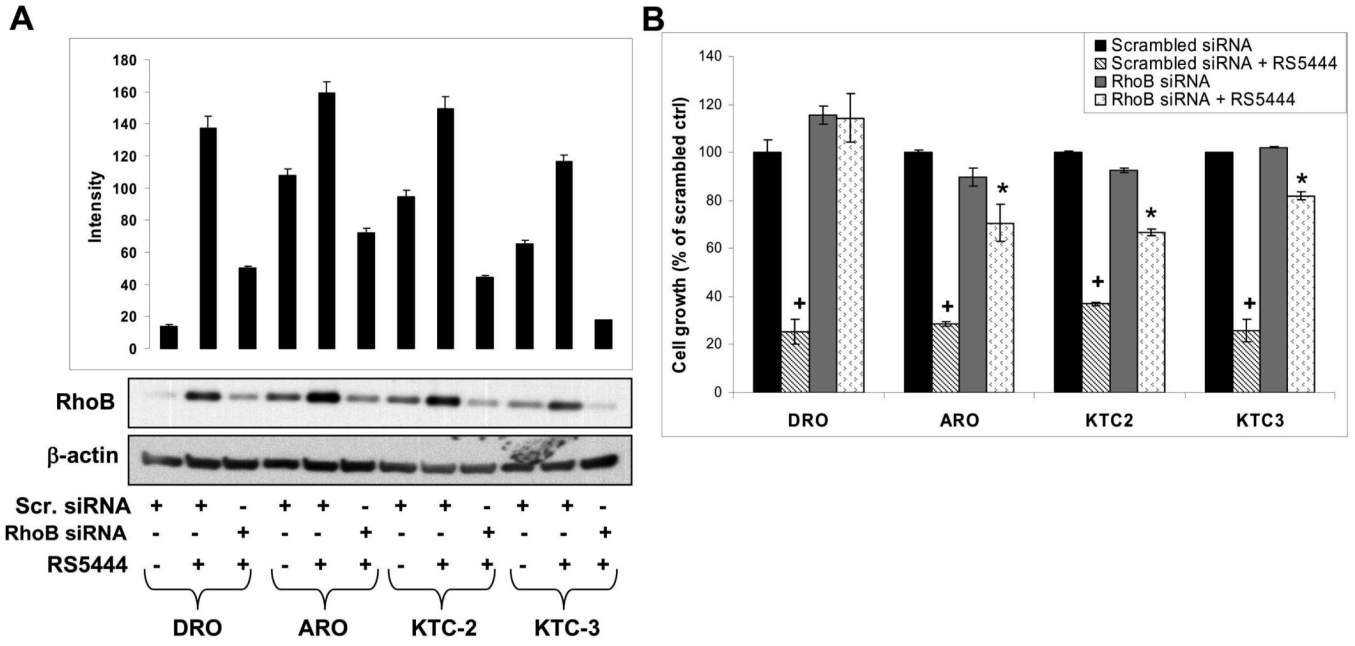 A
180
160
140
120
100
80
60
40
20
0
Intensity
RhoB
β-actin
Scr. siRNA + + - + + - + + - + + -
RhoB siRNA - - + - - + - - + - - +
RS5444 - + + - + + - + + - + +
DRO ARO KTC-2 KTC-3
B
Scrambled siRNA
Scrambled siRNA + RS5444
RhoB siRNA
RhoB siRNA + RS5444
140
120
100
80
60
40
20
0
Cell growth (% of scrambled ctrl)
+ + * + * + *
DRO ARO KTC2 KTC3